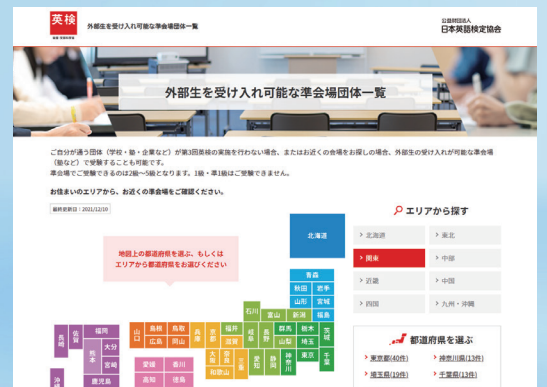 英検
外部生を受け入れ可能な準会場団体一覧
公益財団法人
日本英語検定協会
外部生を受け入れ可能な準会場団体一覧
ご自分が通う団体（学校・塾・企業など）が第3回英検の実施を行わない場合、またはお近くの会場をお探しの場合、外部生の受け入れが可能な準会場
（塾など）で受験することも可能です。
準会場でご受験できるのは2級～5級となります。1級・準1級はご受験できません。
お住まいのエリアから、お近くの準会場をご確認ください。
最終更新日：2021/12/10
地図上の都道府県を選ぶ、もしくは
エリアから都道府県をお選びください
北海道
青森
秋田 岩手
山形 宮城
石川 富山 新潟 福島
長崎 佐賀 福岡 大分 熊本 宮崎 鹿児島 沖縄
山口 島根 鳥取 広島 岡山 兵庫 京都 福井 滋賀 大阪 奈良 三重 和歌山
愛媛 香川
高知 徳島
岐阜 長野 群馬 栃木 茨城
愛知 静岡 山梨 埼玉 神奈川 東京 千葉
エリアから探す
> 北海道 > 東北
> 関東 > 中部
> 近畿 > 中国
> 四国 > 九州・沖縄
都道府県を選ぶ
> 東京都(40件) > 神奈川県(13件)
> 埼玉県(19件) > 千葉県(13件)